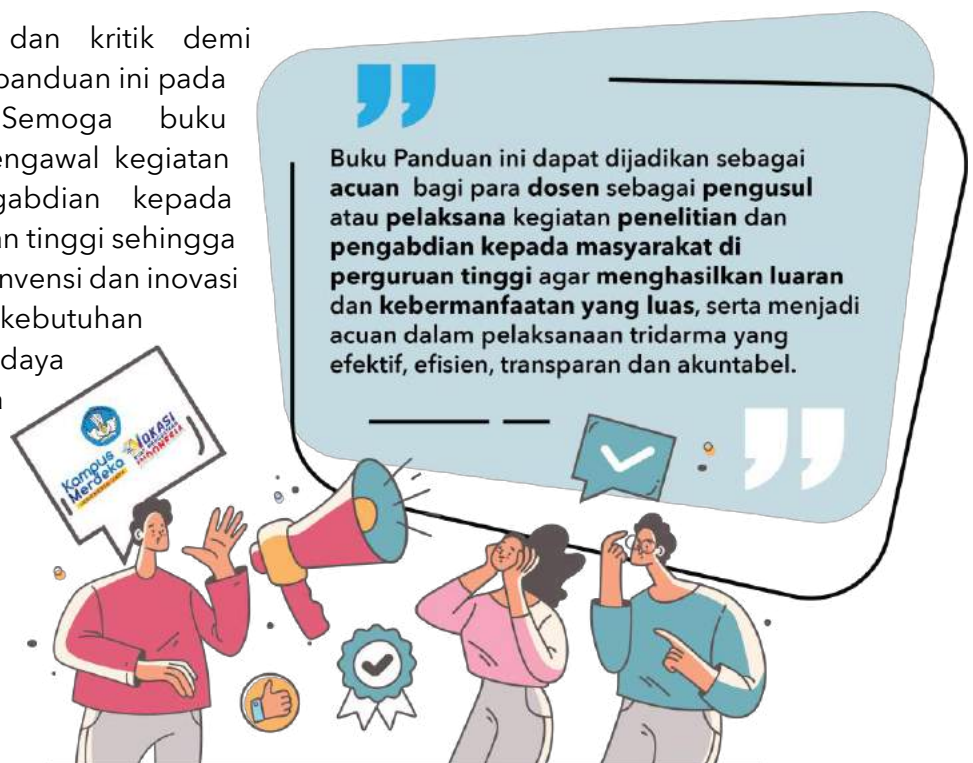 dan kritik demi
panduan ini pada
Semoga buku
engawal kegiatan
gabdian kepada
an tinggi sehingga
nvensi dan inovasi
kebutuhan
daya
Buku Panduan ini dapat dijadikan sebagai
acuan bagi para dosen sebagai pengusul
atau pelaksana kegiatan penelitian dan
pengabdian kepada masyarakat di
perguruan tinggi agar menghasilkan luaran
dan kebermanfaatan yang luas, serta menjadi
acuan dalam pelaksanaan tridarma yang
efektif, efisien, transparan dan akuntabel.
Kampus
Merdeka
VOKASI
INDONESIA